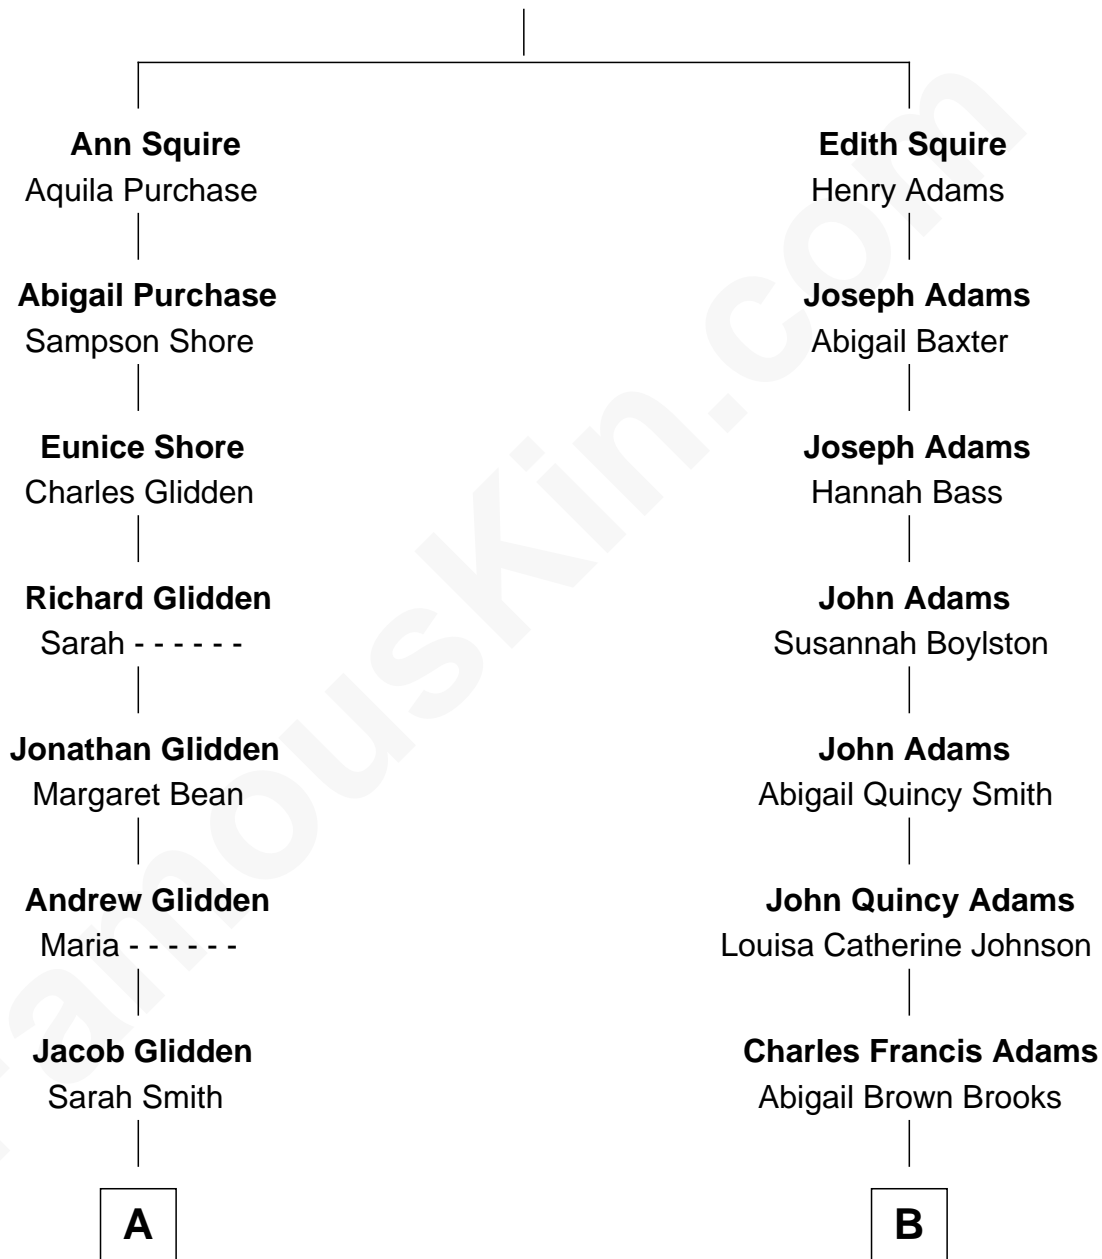 Ann Squire
Aquila Purchase
Abigail Purchase
Sampson Shore
Eunice Shore
Charles Glidden
Richard Glidden
Sarah - - - - - -
Jonathan Glidden
Margaret Bean
Andrew Glidden
Maria - - - - - -
Jacob Glidden
Sarah Smith
A
Edith Squire
Henry Adams
Joseph Adams
Abigail Baxter
Joseph Adams
Hannah Bass
John Adams
Susannah Boylston
John Adams
Abigail Quincy Smith
John Quincy Adams
Louisa Catherine Johnson
Charles Francis Adams
Abigail Brown Brooks
B
FamousKin.com